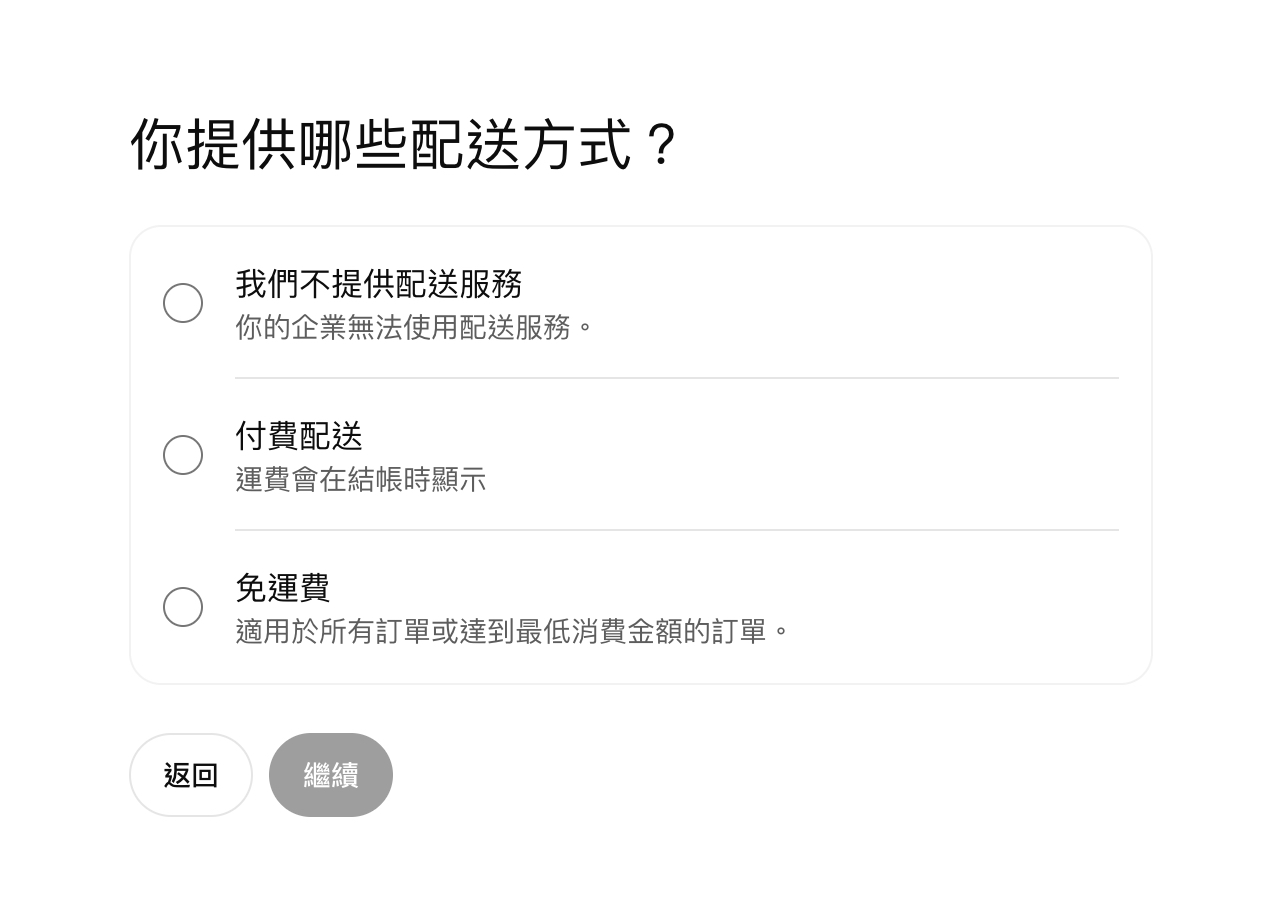 你提供哪些配送方式？
我們不提供配送服務
你的企業無法使用配送服務。
付費配送
運費會在結帳時顯示
免運費
適用於所有訂單或達到最低消費金額的訂單。
返回
繼續